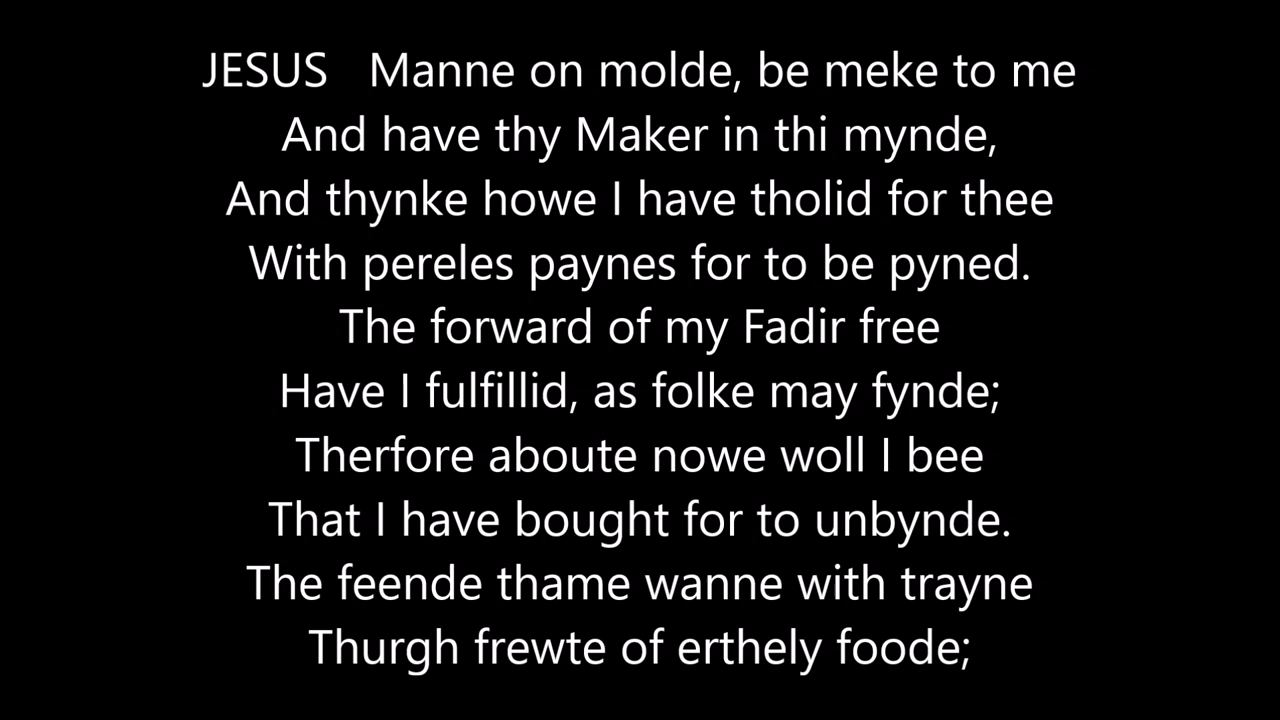 JESUS Manne on molde, be meke to me
And have thy Maker in thi mynde,
And thynke howe I have tholid for thee
With pereles paynes for to be pyned.
The forward of my Fadir free
Have I fulfillid, as folke may fynde;
Therfore aboute nowe woll I bee
That I have bought for to unbynde.
The feende thame wanne with trayne
Thurgh frewte of erthely foode;